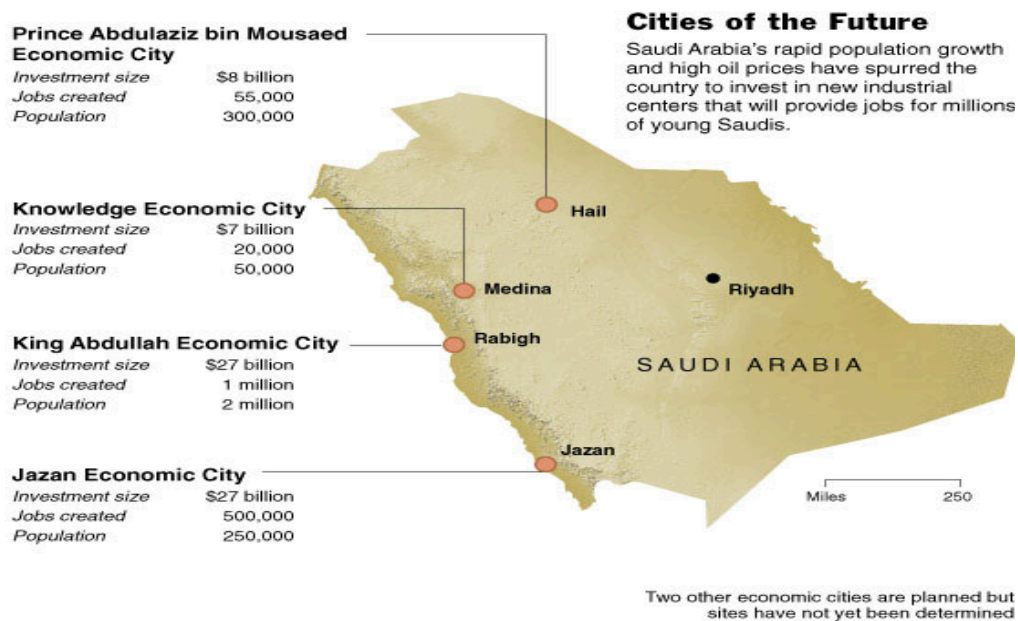 Cities of the Future
Saudi Arabia's rapid population growth
and high oil prices have spurred the
country to invest in new industrial
centers that will provide jobs for millions
of young Saudis.
Prince Abdulaziz bin Mousaed
Economic City
Investment size $8 billion
Jobs created 55,000
Population 300,000
Knowledge Economic City
Investment size $7 billion
Jobs created 20,000
Population 50,000
King Abdullah Economic City
Investment size $27 billion
Jobs created 1 million
Population 2 million
Jazan Economic City
Investment size $27 billion
Jobs created 500,000
Population 250,000
Hail
Medina
Riyadh
Rabigh
SAUDI ARABIA
Jazan
Miles 250
Two other economic cities are planned but
sites have not yet been determined